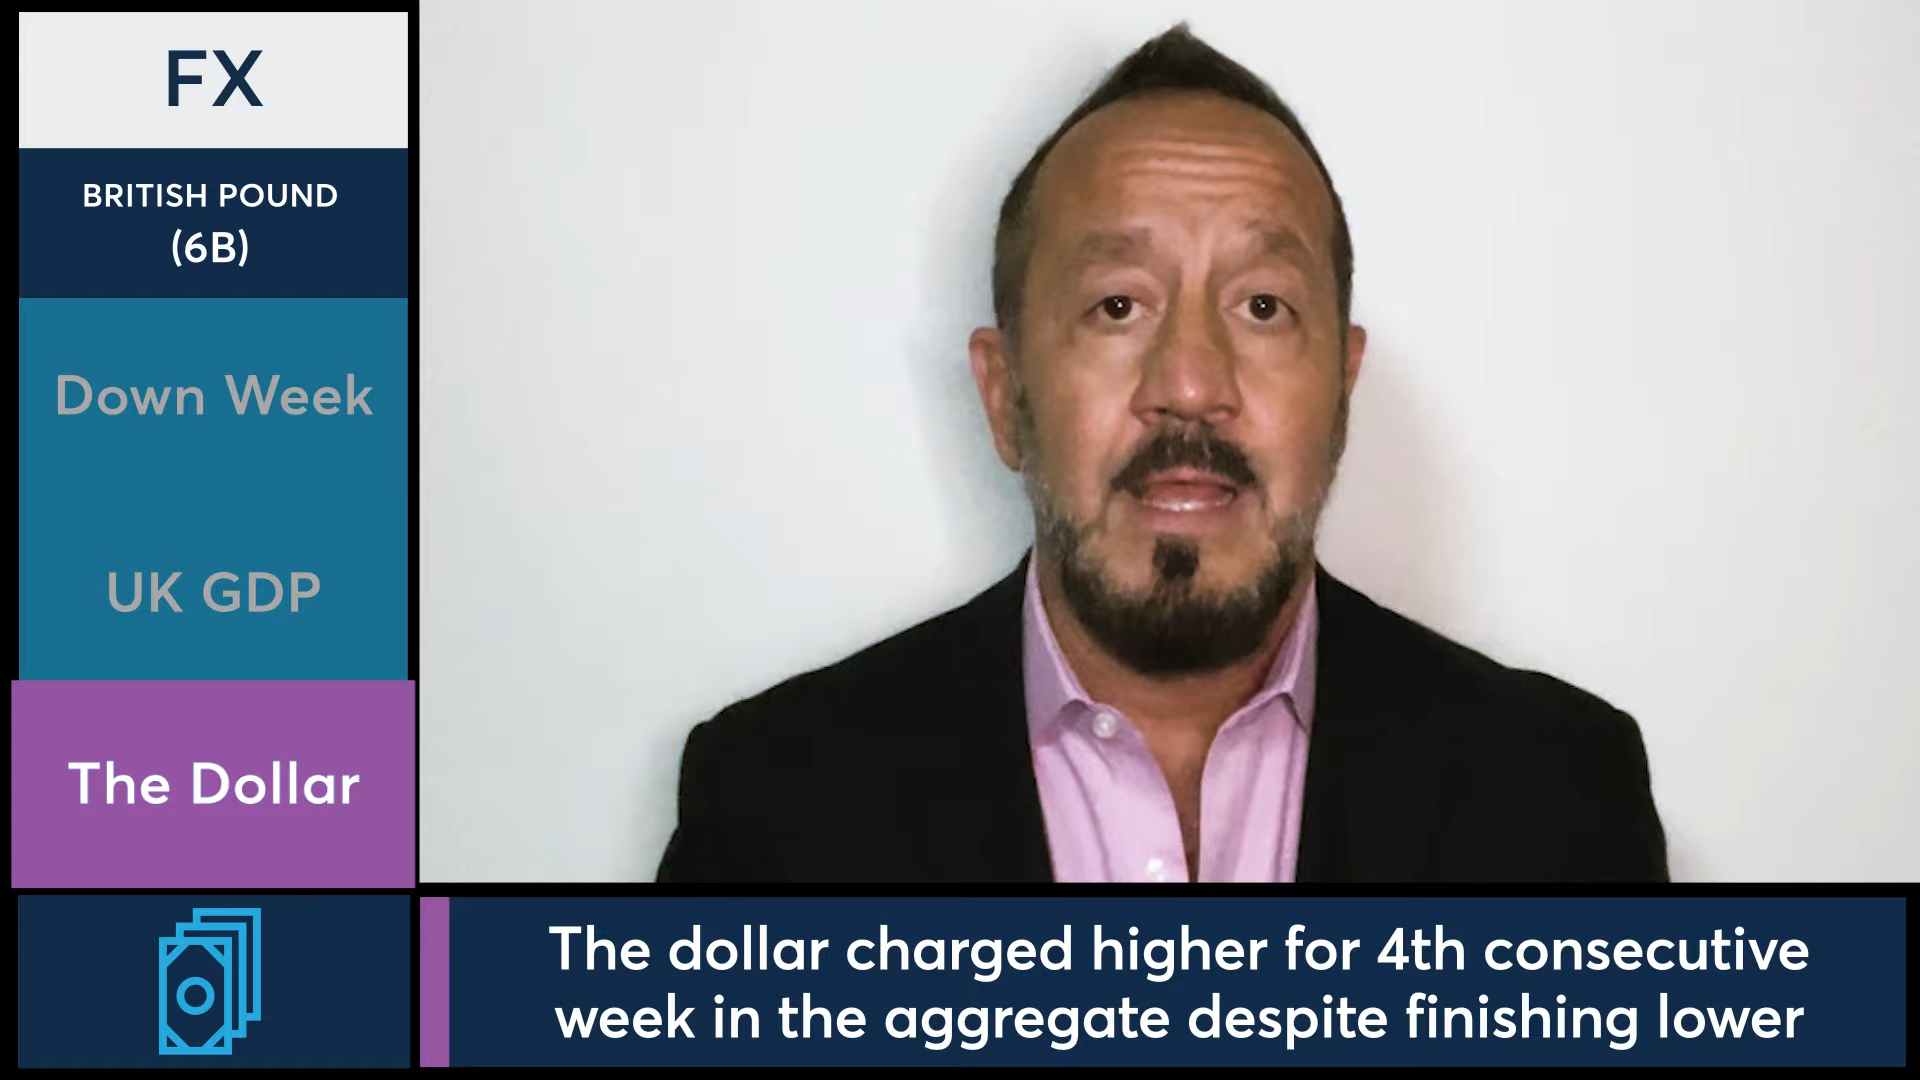 FX
BRITISH POUND
(6B)
Down Week
UK GDP
The Dollar
The dollar charged higher for 4th consecutive
week in the aggregate despite finishing lower